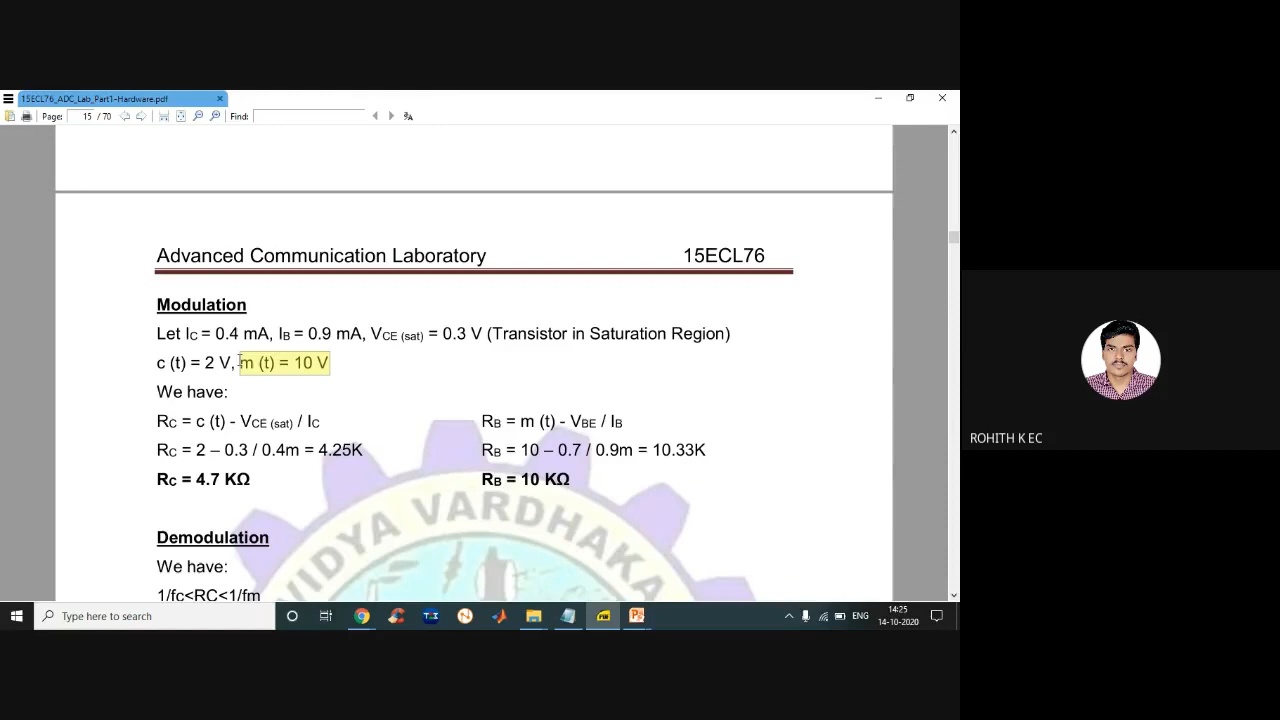 15ECL76_ADC_Lab_Part1-Hardware.pdf
Page: 15 / 70 Find:
Advanced Communication Laboratory 15ECL76
Modulation
Let IC = 0.4 mA, IB = 0.9 mA, VCE (sat) = 0.3 V (Transistor in Saturation Region)
c (t) = 2 V, m (t) = 10 V
We have:
RC = c (t) - VCE (sat) / IC RB = m (t) - VBE / IB
RC = 2 – 0.3 / 0.4m = 4.25K RB = 10 – 0.7 / 0.9m = 10.33K
RC = 4.7 KΩ RB = 10 KΩ
VIDYA VARDHAKA
Demodulation
We have:
1/fc<RC<1/fm
ROHITH K EC
Type here to search
ENG
14:25
14-10-2020